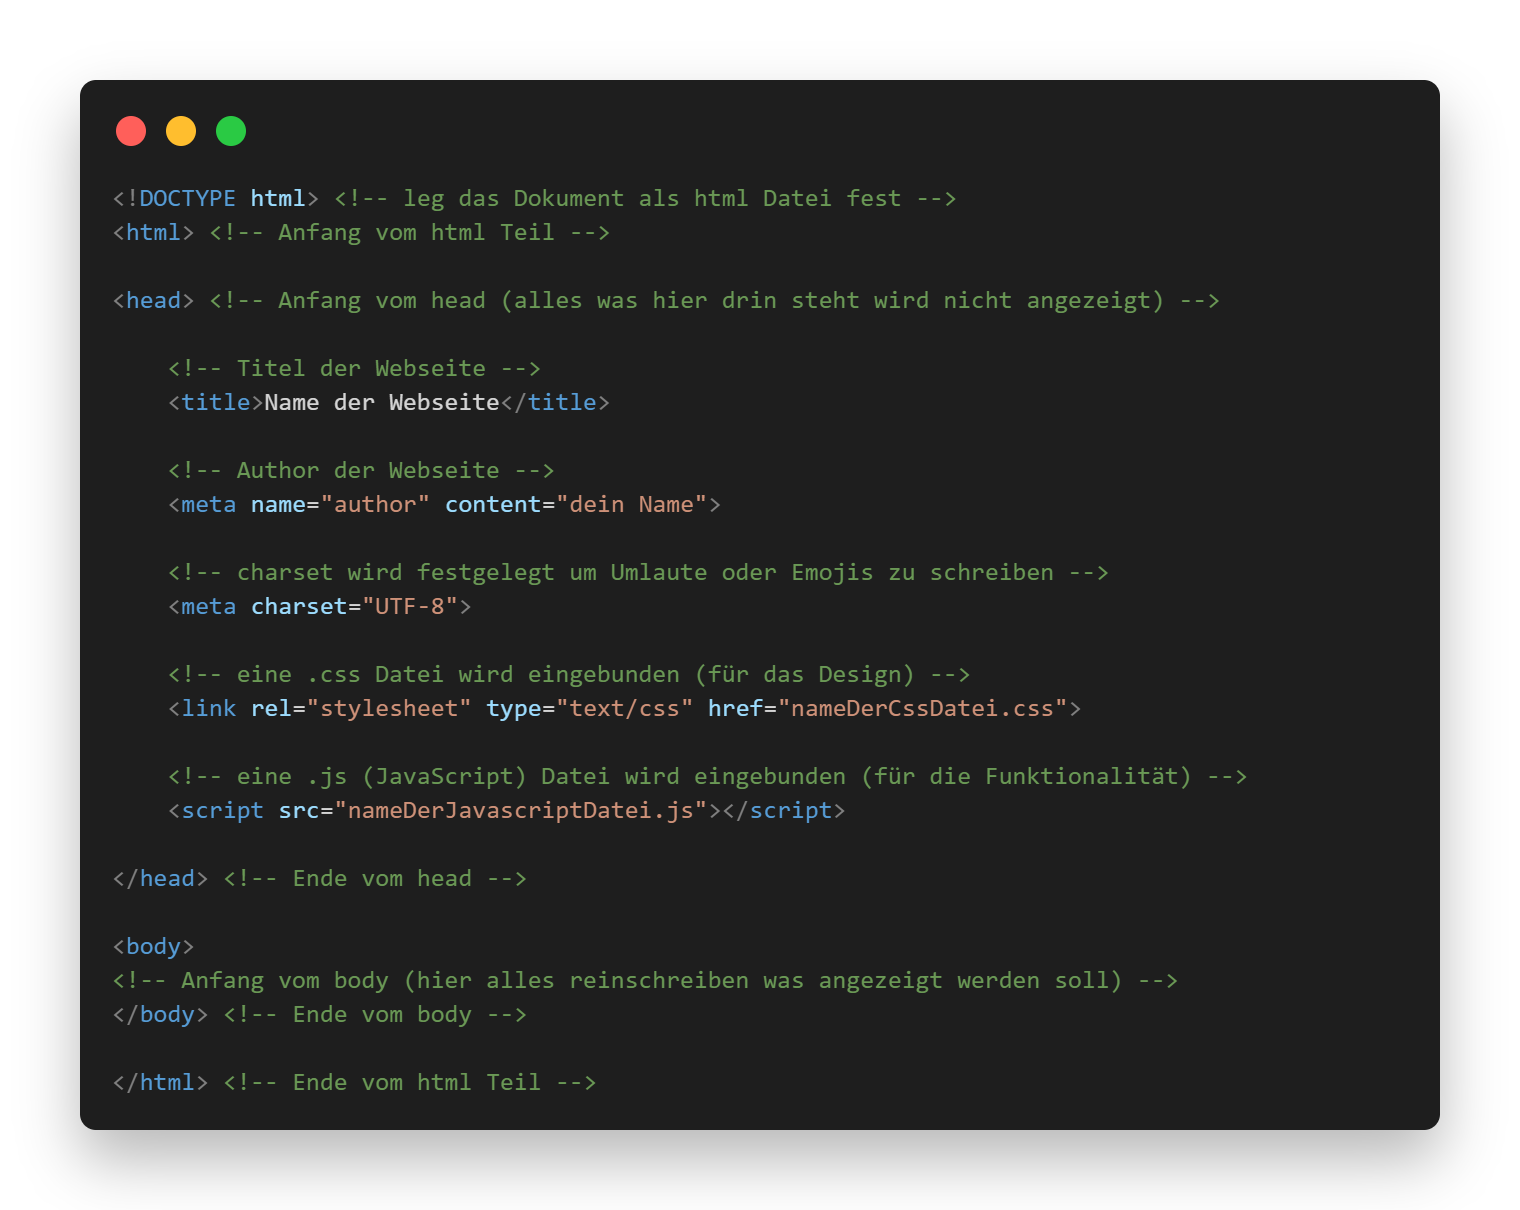 <!DOCTYPE html> <!-- leg das Dokument als html Datei fest -->
<html> <!-- Anfang vom html Teil -->
<head> <!-- Anfang vom head (alles was hier drin steht wird nicht angezeigt) -->
<!-- Titel der Webseite -->
<title>Name der Webseite</title>
<!-- Author der Webseite -->
<meta name="author" content="dein Name">
<!-- charset wird festgelegt um Umlaute oder Emojis zu schreiben -->
<meta charset="UTF-8">
<!-- eine .css Datei wird eingebunden (für das Design) -->
<link rel="stylesheet" type="text/css" href="nameDerCssDatei.css">
<!-- eine .js (JavaScript) Datei wird eingebunden (für die Funktionalität) -->
<script src="nameDerJavascriptDatei.js"></script>
</head> <!-- Ende vom head -->
<body>
<!-- Anfang vom body (hier alles reinschreiben was angezeigt werden soll) -->
</body> <!-- Ende vom body -->
</html> <!-- Ende vom html Teil -->